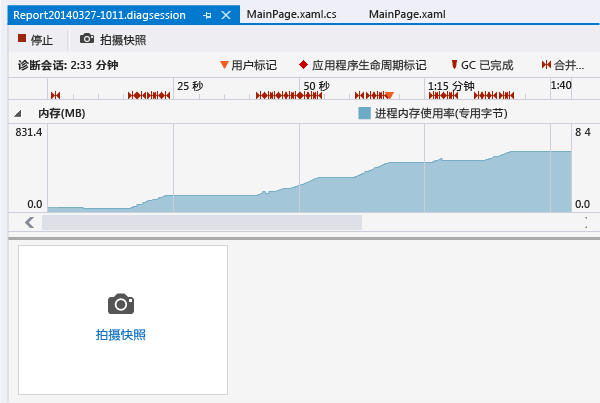 Report20140327-1011.diagsession MainPage.xaml.cs MainPage.xaml
停止 拍摄快照
诊断会话: 2:33 分钟 用户标记 应用程序生命周期标记 GC 已完成 合并...
25 秒 50 秒 1:15 分钟 1:40
内存(MB) 进程内存使用率(专用字节)
831.4 8 4
0.0 0.0
拍摄快照